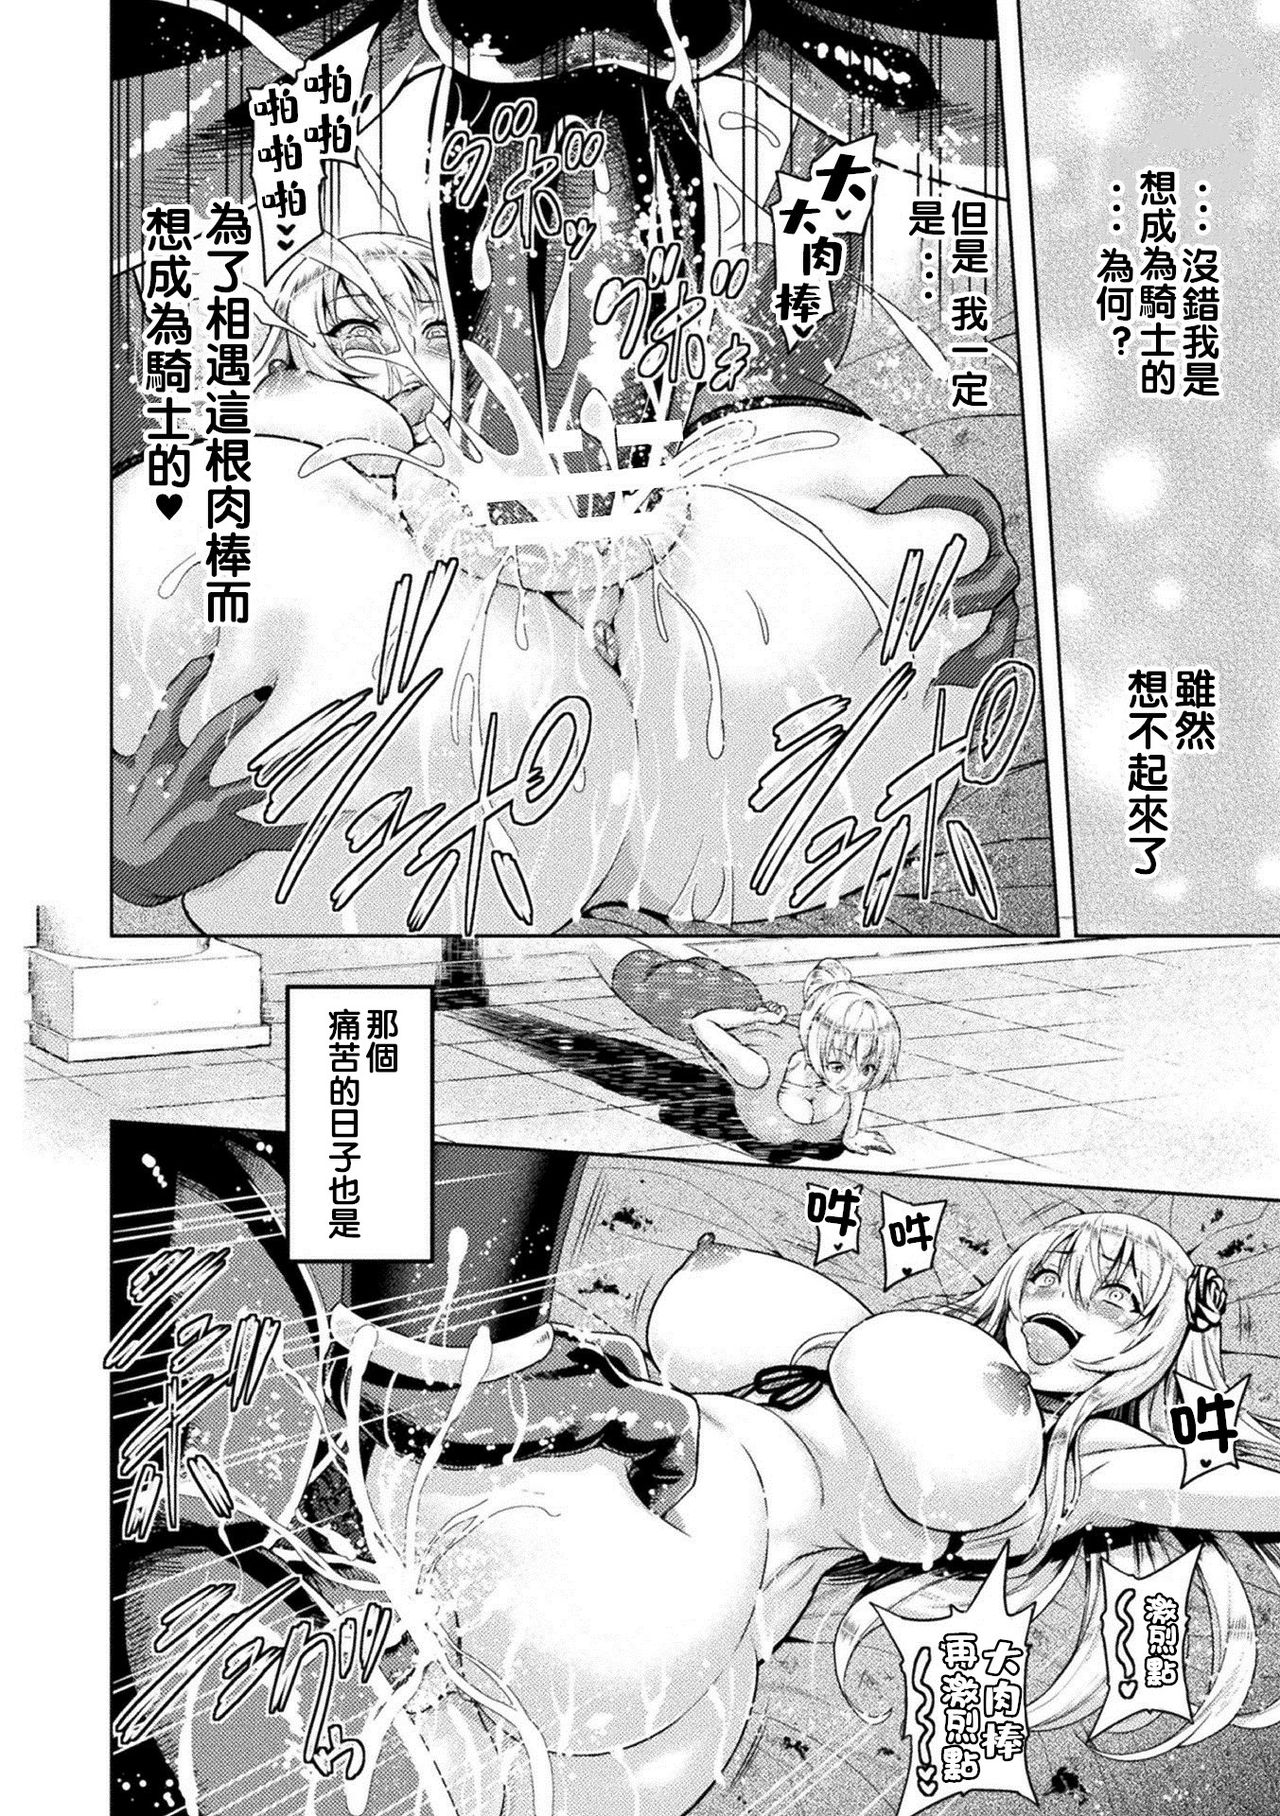 ：：沒錯我是
想成為騎士的
：：為何？
雖然
想不起來了
但是 我一定
是：：
大♥
大肉棒♥
啪啪
啪啪啪♥
為了相遇這根肉棒而
想成為騎士的♥
那個
痛苦的日子也是
吽♥
吽♥
吽♥
激烈點
～～～♥
大肉棒
再激烈點
～～～♥